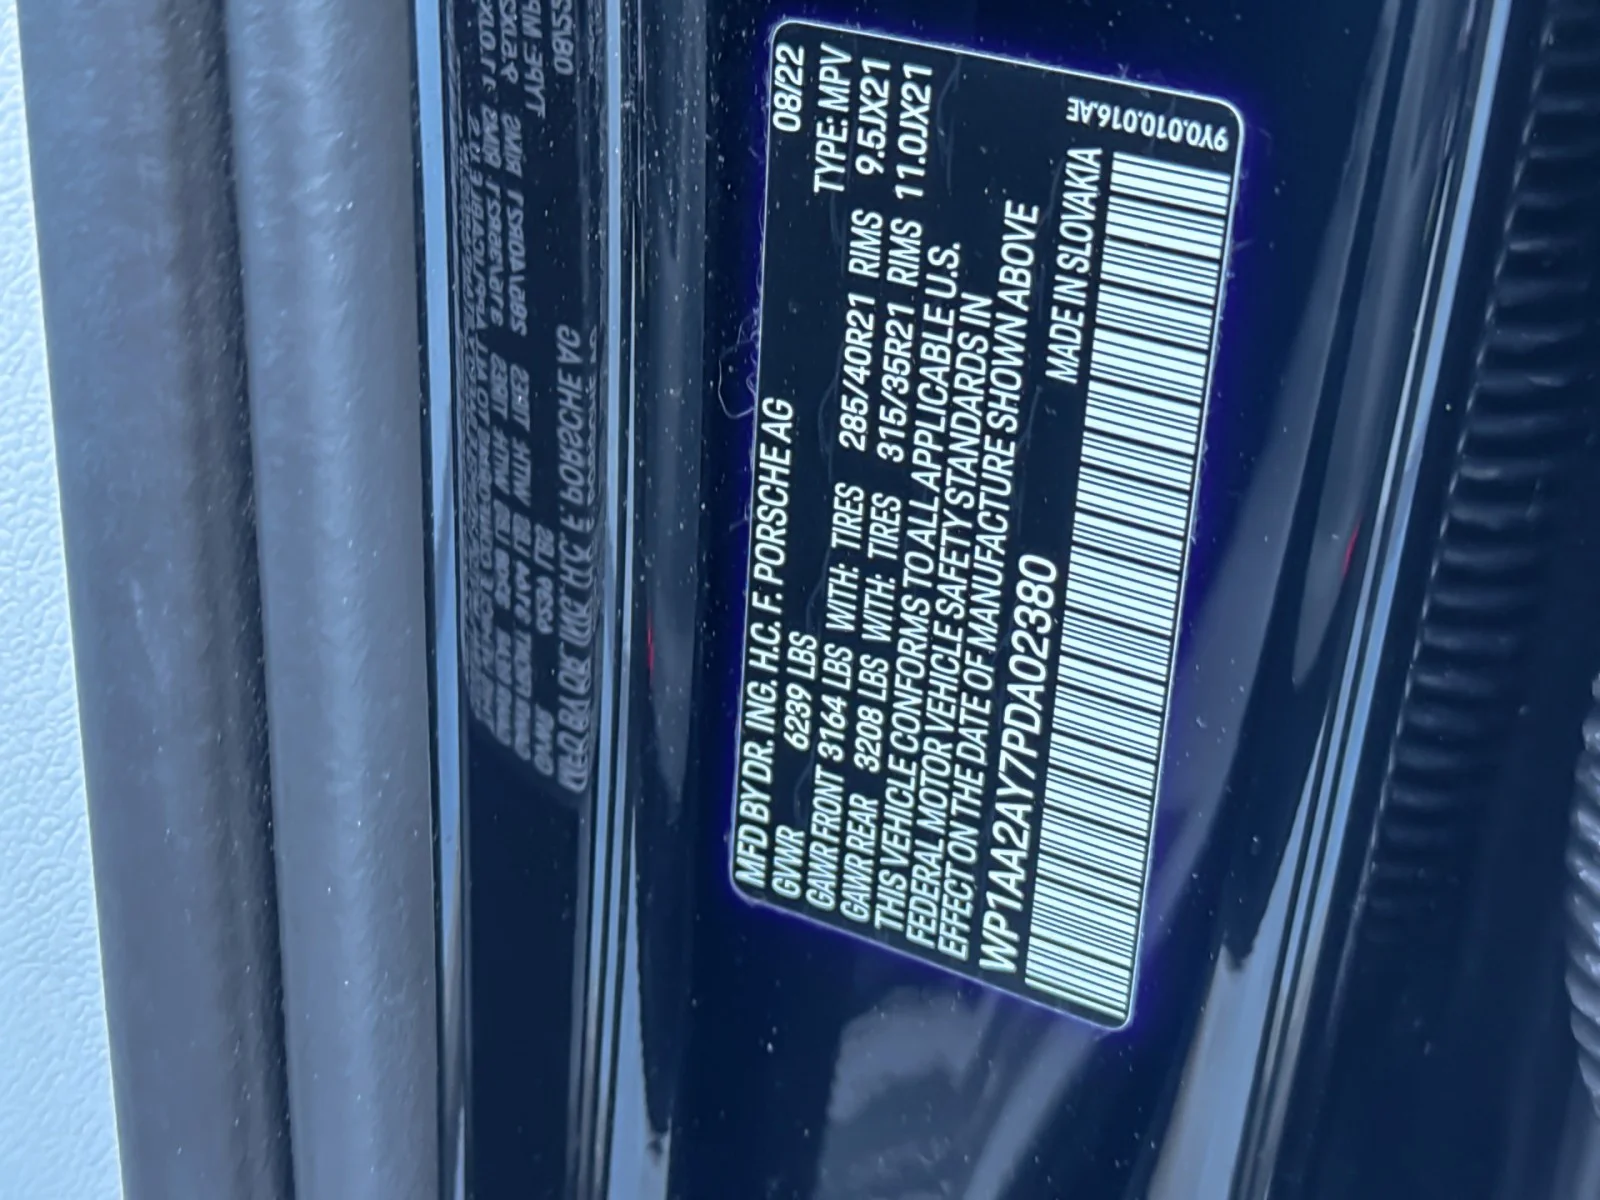 MFD BY DR. ING. H.C. F. PORSCHE AG 08/22
GVWR 6239 LBS TYPE: MPV
GAWR FRONT 3164 LBS WITH: TIRES 285/40R21 RIMS 9.5JX21
GAWR REAR 3208 LBS WITH: TIRES 315/35R21 RIMS 11.0JX21
THIS VEHICLE CONFORMS TO ALL APPLICABLE U.S.
FEDERAL MOTOR VEHICLE SAFETY STANDARDS IN
EFFECT ON THE DATE OF MANUFACTURE SHOWN ABOVE
WP1AA2AY7PDA02380 MADE IN SLOVAKIA
9Y0.010.016.AE